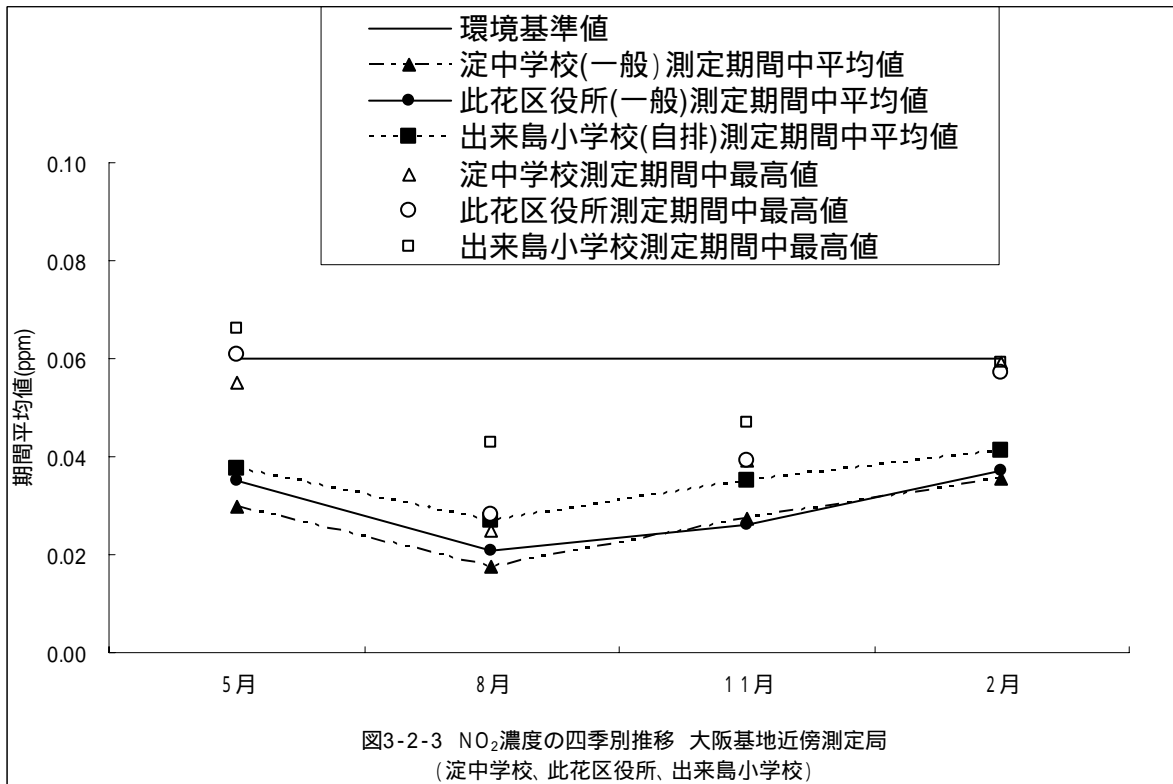 環境基準値
淀中学校(一般)測定期間中平均値
此花区役所(一般)測定期間中平均値
出来島小学校(自排)測定期間中平均値
淀中学校測定期間中最高値
此花区役所測定期間中最高値
出来島小学校測定期間中最高値
期間平均値(ppm)
0.10
0.08
0.06
0.04
0.02
0.00
5月 8月 11月 2月
図3-2-3 NO₂濃度の四季別推移 大阪基地近傍測定局
(淀中学校、此花区役所、出来島小学校)